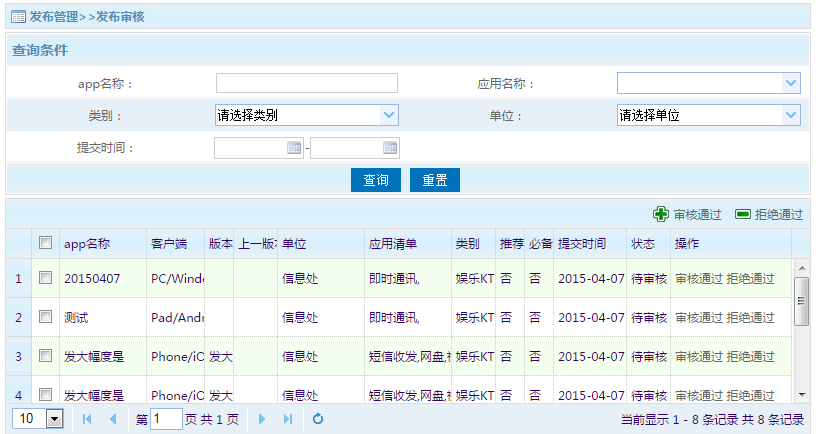 发布管理>>发布审核
查询条件
app名称： 应用名称：
类别： 请选择类别 单位： 请选择单位
提交时间： -
查询 重置
审核通过 拒绝通过
app名称 客户端 版本 上一版本 单位 应用清单 类别 推荐 必备 提交时间 状态 操作
1 20150407 PC/Windo 信息处 即时通讯, 娱乐KT 否 否 2015-04-07 待审核 审核通过 拒绝通过
2 测试 Pad/Andr 信息处 即时通讯, 娱乐KT 否 否 2015-04-07 待审核 审核通过 拒绝通过
3 发大幅度是 Phone/iO 发大 信息处 短信收发,网盘, 娱乐KT 否 否 2015-04-07 待审核 审核通过 拒绝通过
4 发大幅度是 Phone/iO 发大 信息处 短信收发,网盘, 娱乐KT 否 否 2015-04-07 待审核 审核通过 拒绝通过
10 第 1 页 共 1 页 当前显示 1 - 8 条记录 共 8 条记录